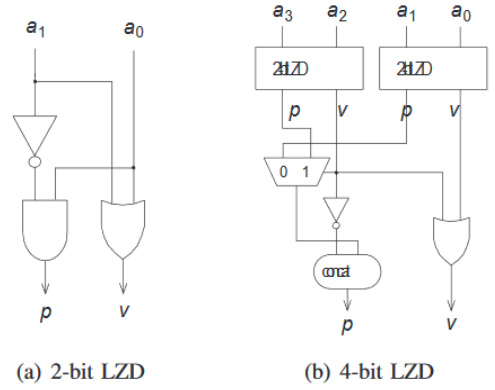 a1
a0
a3
a2
a1
a0
2-bit LZD
2-bit LZD
p
v
p
v
0 1
concat
p
v
p
v
(a) 2-bit LZD
(b) 4-bit LZD